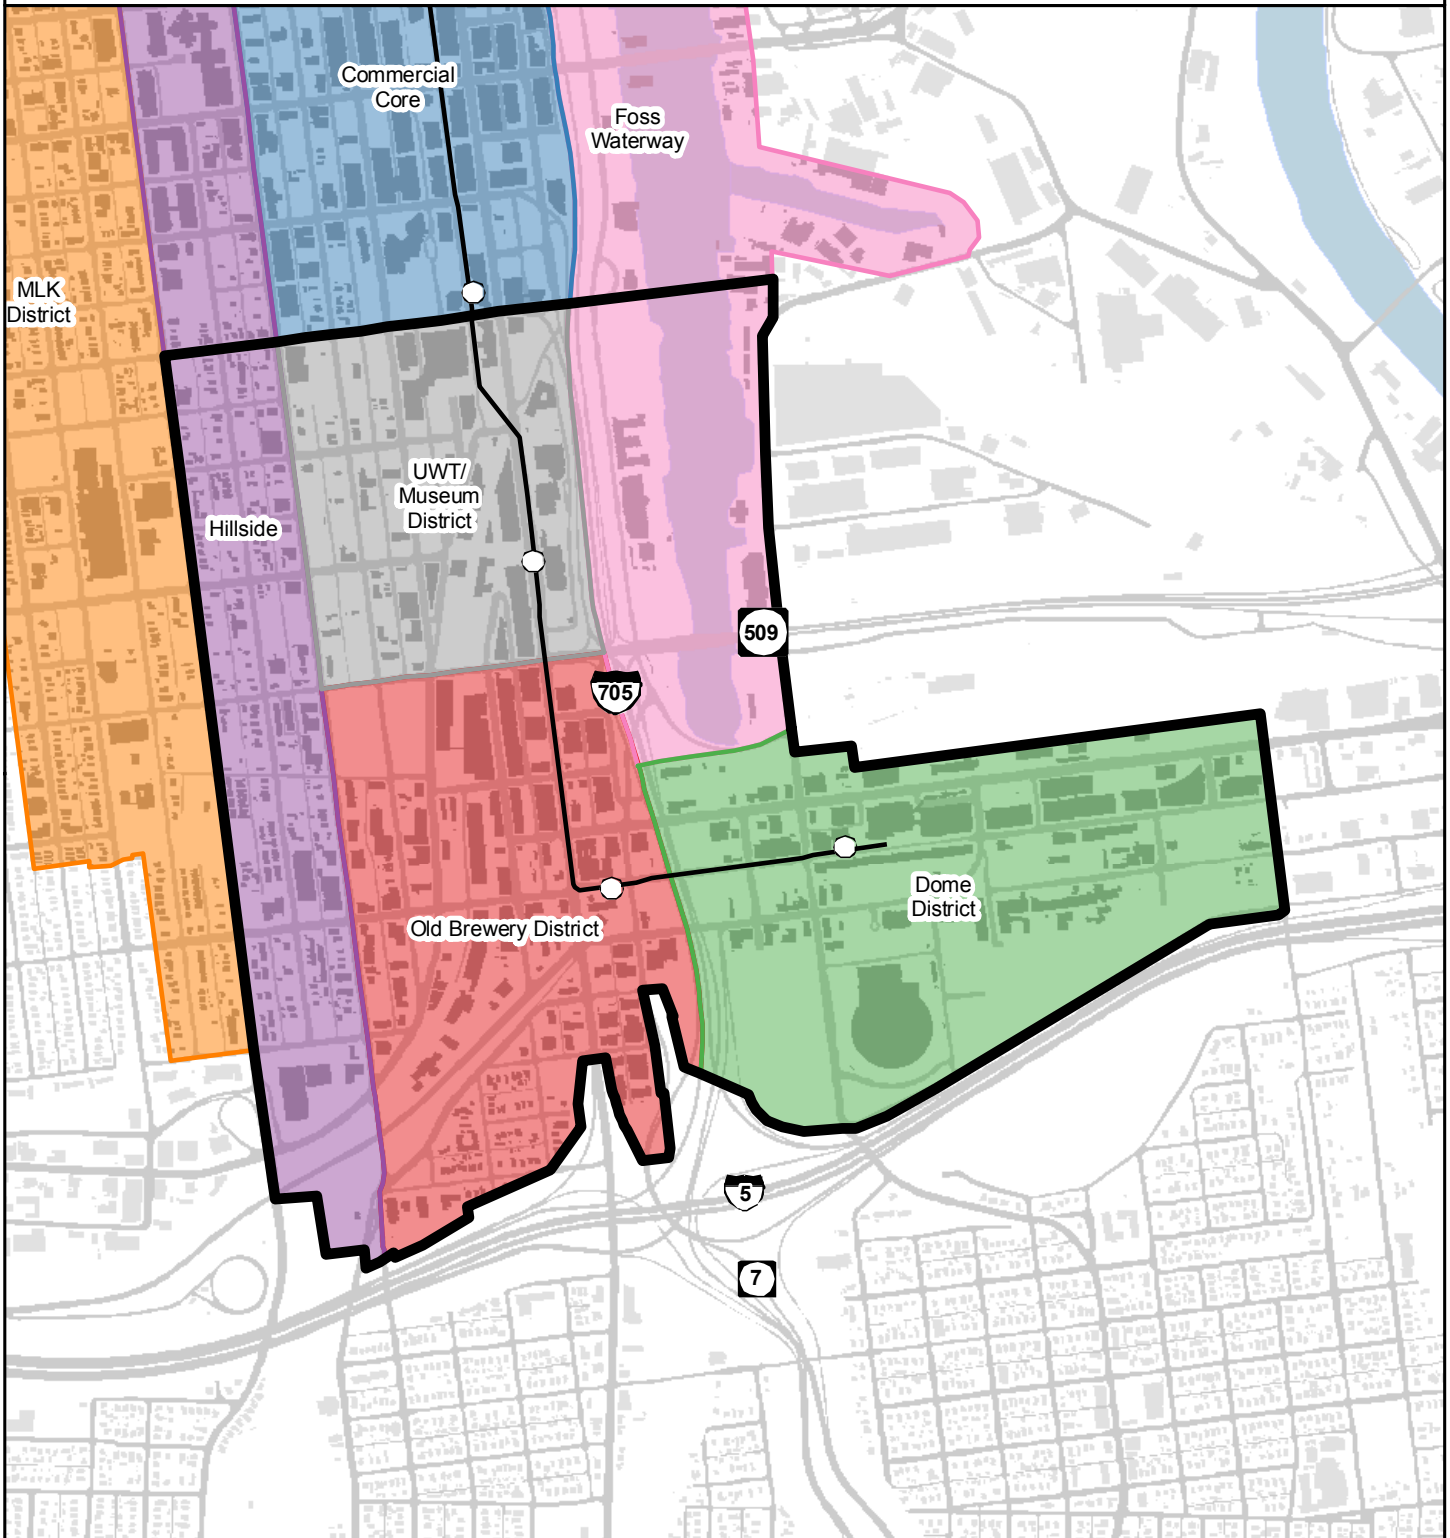 Commercial
Core
Foss
Waterway
MLK
District
UWT/
Museum
District
Hillside
509
705
Dome
District
Old Brewery District
5
7